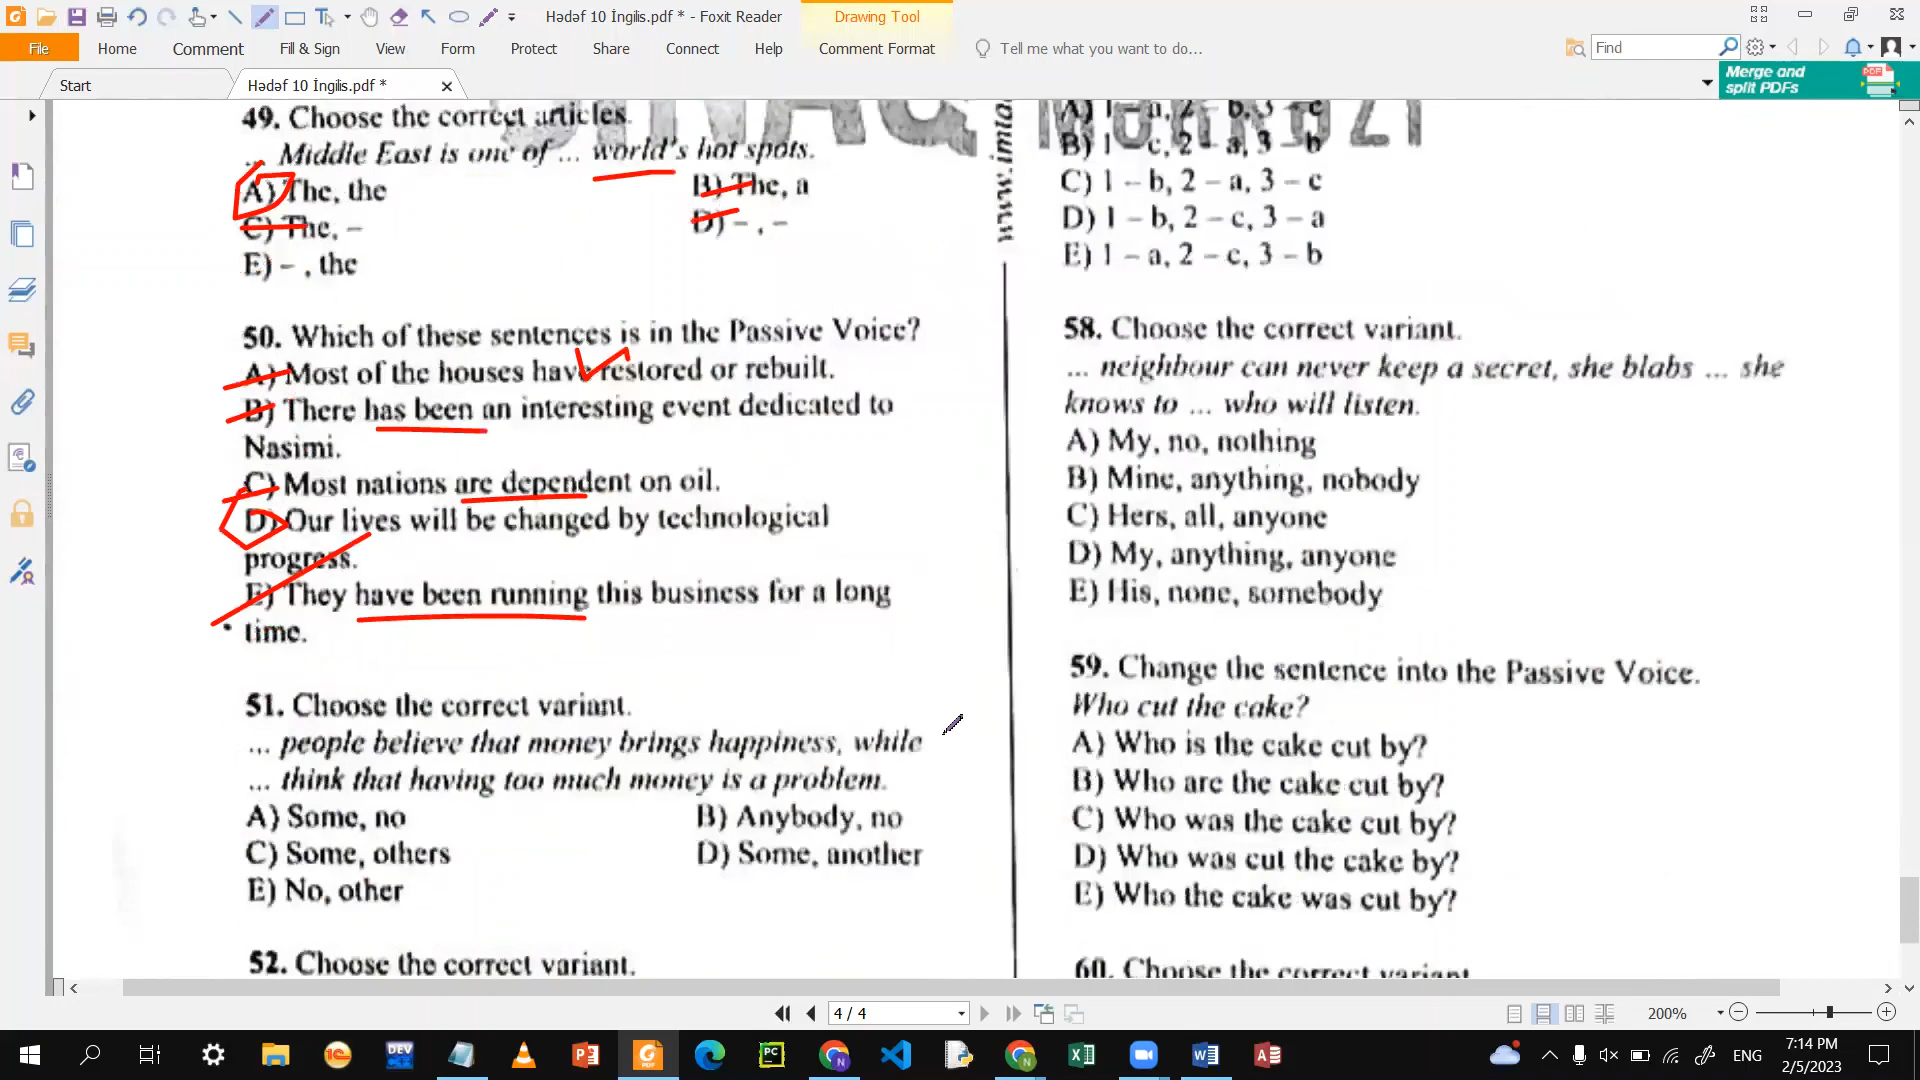 Hədəf 10 İngilis.pdf * - Foxit Reader
Drawing Tool
File
Home
Comment
Fill & Sign
View
Form
Protect
Share
Connect
Help
Comment Format
Tell me what you want to do...
Find
Start
Hədəf 10 İngilis.pdf *
Merge and
split PDFs
49. Choose the correct articles.
... Middle East is one of ... world's hot spots.
A) The, the
B) The, a
C) The, –
D) – , –
E) – , the
50. Which of these sentences is in the Passive Voice?
A) Most of the houses have restored or rebuilt.
B) There has been an interesting event dedicated to
Nasimi.
C) Most nations are dependent on oil.
D) Our lives will be changed by technological
progress.
E) They have been running this business for a long
time.
51. Choose the correct variant.
... people believe that money brings happiness, while
... think that having too much money is a problem.
A) Some, no
B) Anybody, no
C) Some, others
D) Some, another
E) No, other
52. Choose the correct variant.
A) 1 – a, 2 – b, 3 – c
B) 1 – c, 2 – a, 3 – b
C) 1 – b, 2 – a, 3 – c
D) 1 – b, 2 – c, 3 – a
E) 1 – a, 2 – c, 3 – b
58. Choose the correct variant.
... neighbour can never keep a secret, she blabs ... she
knows to ... who will listen.
A) My, no, nothing
B) Mine, anything, nobody
C) Hers, all, anyone
D) My, anything, anyone
E) His, none, somebody
59. Change the sentence into the Passive Voice.
Who cut the cake?
A) Who is the cake cut by?
B) Who are the cake cut by?
C) Who was the cake cut by?
D) Who was cut the cake by?
E) Who the cake was cut by?
60. Choose the correct variant
4 / 4
200%
ENG
7:14 PM
2/5/2023